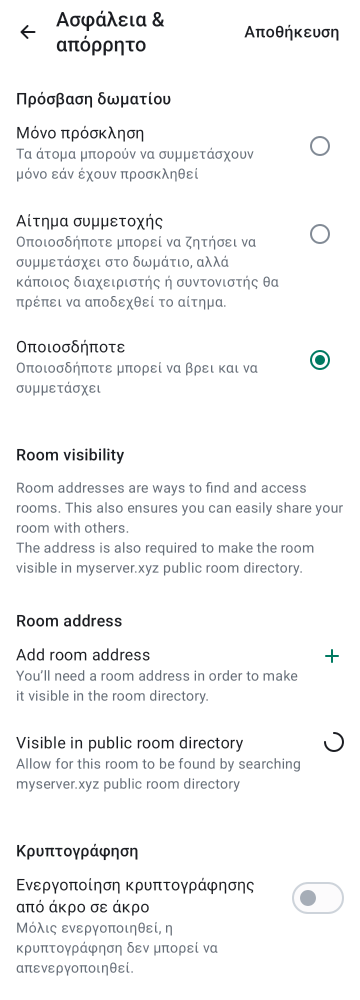 Ασφάλεια &
απόρρητο
Αποθήκευση
Πρόσβαση δωματίου
Μόνο πρόσκληση
Τα άτομα μπορούν να συμμετάσχουν
μόνο εάν έχουν προσκληθεί
Αίτημα συμμετοχής
Οποιοσδήποτε μπορεί να ζητήσει να
συμμετάσχει στο δωμάτιο, αλλά
κάποιος διαχειριστής ή συντονιστής θα
πρέπει να αποδεχθεί το αίτημα.
Οποιοσδήποτε
Οποιοσδήποτε μπορεί να βρει και να
συμμετάσχει
Room visibility
Room addresses are ways to find and access
rooms. This also ensures you can easily share your
room with others.
The address is also required to make the room
visible in myserver.xyz public room directory.
Room address
Add room address
You’ll need a room address in order to make
it visible in the room directory.
Visible in public room directory
Allow for this room to be found by searching
myserver.xyz public room directory
Κρυπτογράφηση
Ενεργοποίηση κρυπτογράφησης
από άκρο σε άκρο
Μόλις ενεργοποιηθεί, η
κρυπτογράφηση δεν μπορεί να
απενεργοποιηθεί.